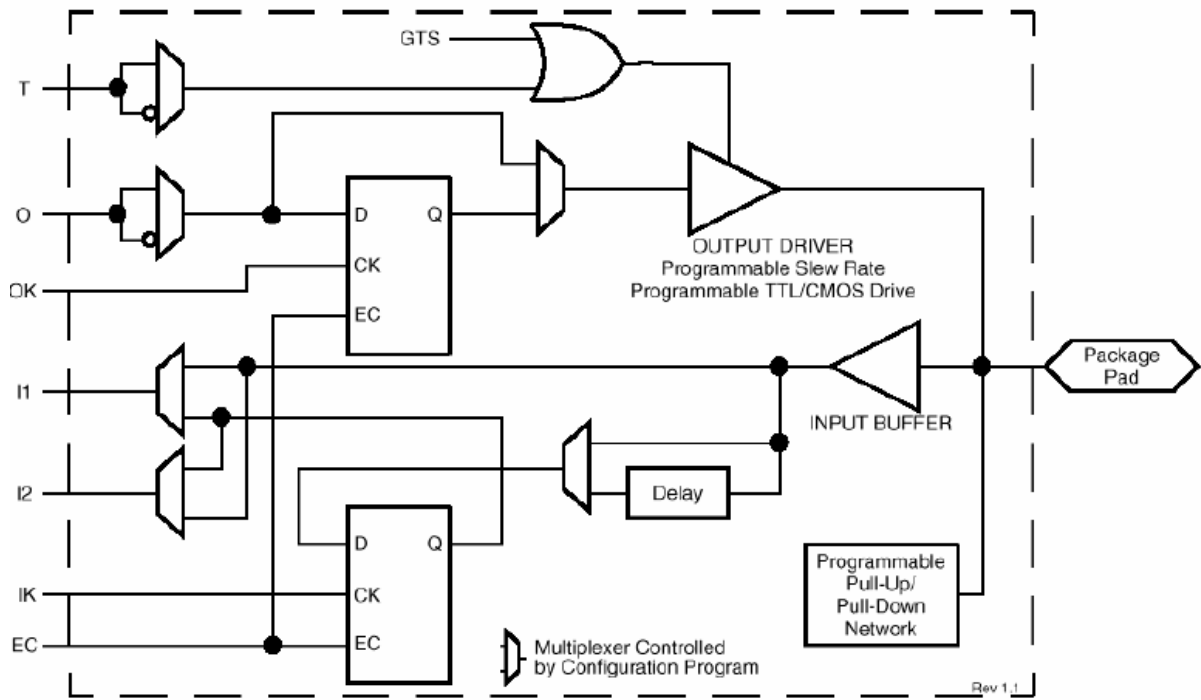 GTS
T
O
D
Q
CK
EC
OK
OUTPUT DRIVER
Programmable Slew Rate
Programmable TTL/CMOS Drive
I1
Package
Pad
INPUT BUFFER
I2
Delay
D
Q
CK
EC
IK
EC
Programmable
Pull-Up/
Pull-Down
Network
Multiplexer Controlled
by Configuration Program
Rev 1.1